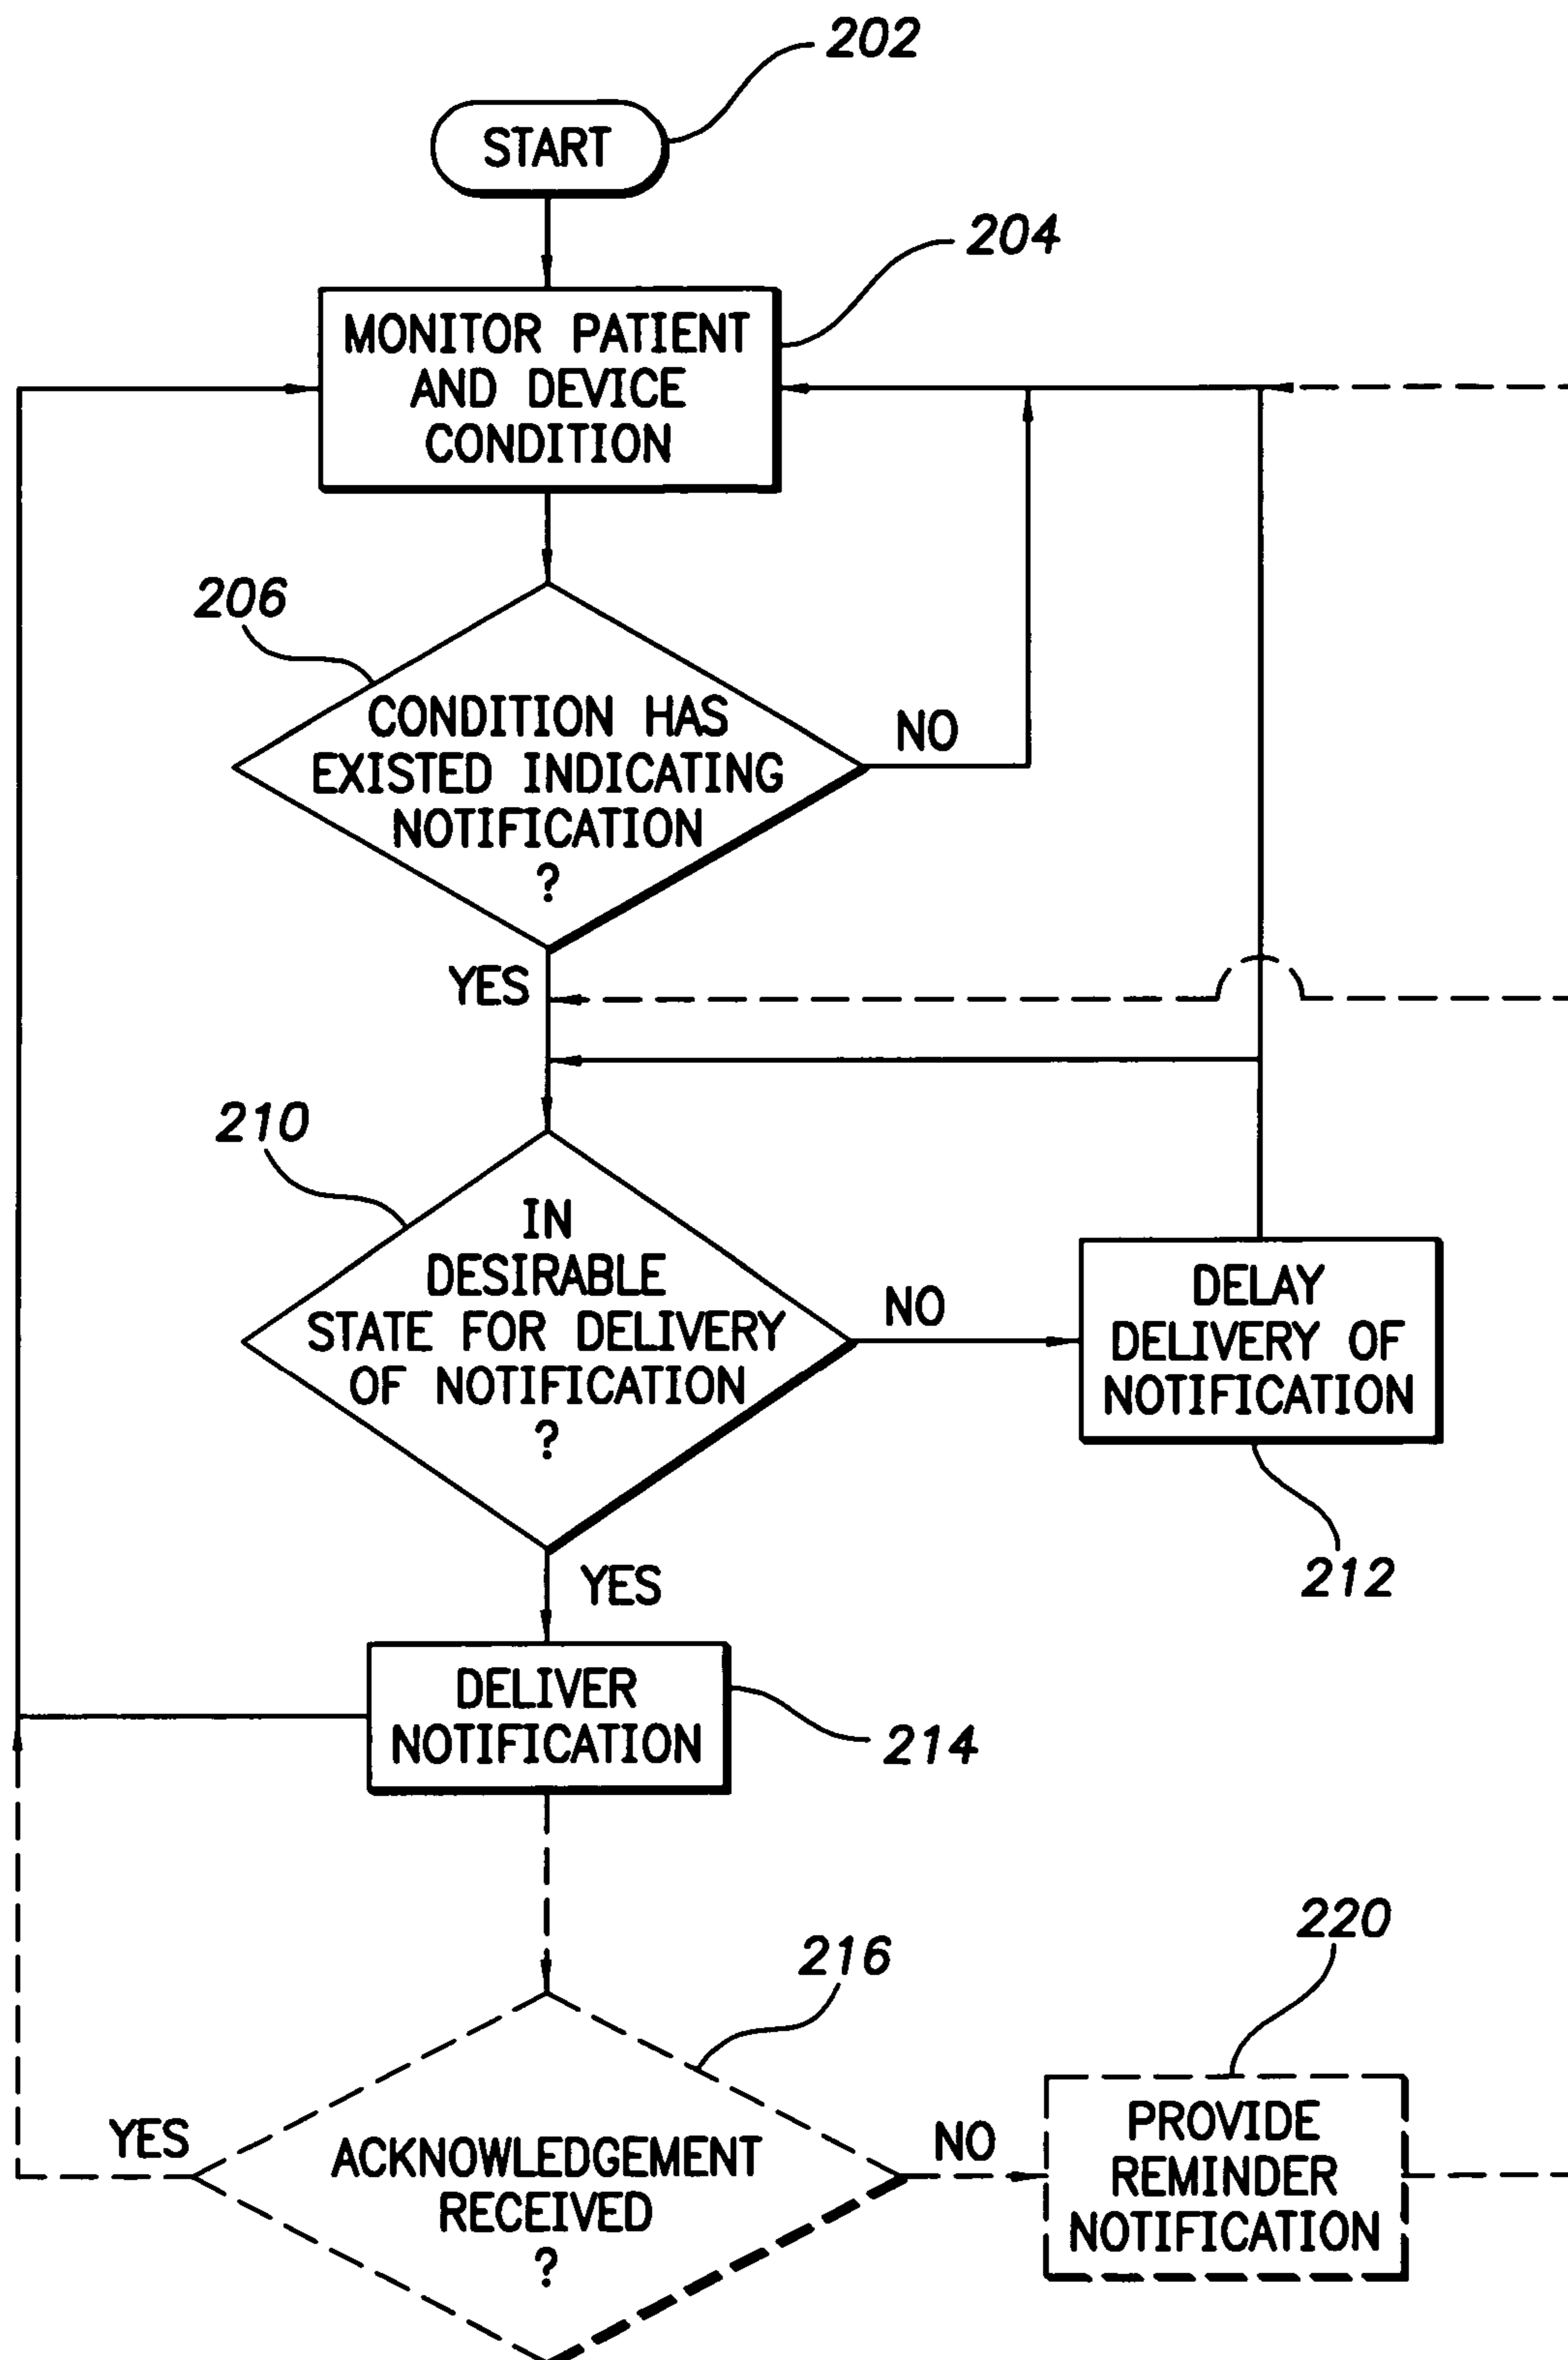 202
START
204
MONITOR PATIENT
AND DEVICE
CONDITION
206
CONDITION HAS
EXISTED INDICATING
NOTIFICATION
?
NO
YES
210
IN
DESIRABLE
STATE FOR DELIVERY
OF NOTIFICATION
?
NO
DELAY
DELIVERY OF
NOTIFICATION
212
YES
DELIVER
NOTIFICATION
214
216
220
YES
ACKNOWLEDGEMENT
RECEIVED
?
NO
PROVIDE
REMINDER
NOTIFICATION